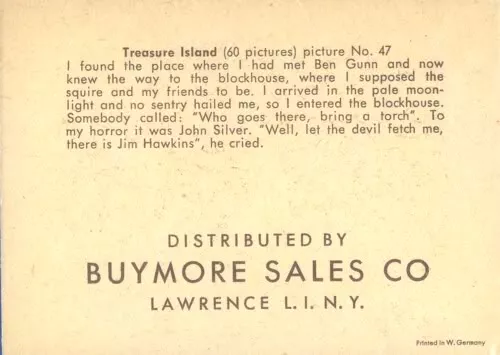 Treasure Island (60 pictures) picture No. 47
I found the place where I had met Ben Gunn and now
knew the way to the blockhouse, where I supposed the
squire and my friends to be. I arrived in the pale moon-
light and no sentry hailed me, so I entered the blockhouse.
Somebody called: "Who goes there, bring a torch". To
my horror it was John Silver. "Well, let the devil fetch me,
there is Jim Hawkins", he cried.
DISTRIBUTED BY
BUYMORE SALES CO
LAWRENCE L. I. N. Y.
Printed in W. Germany